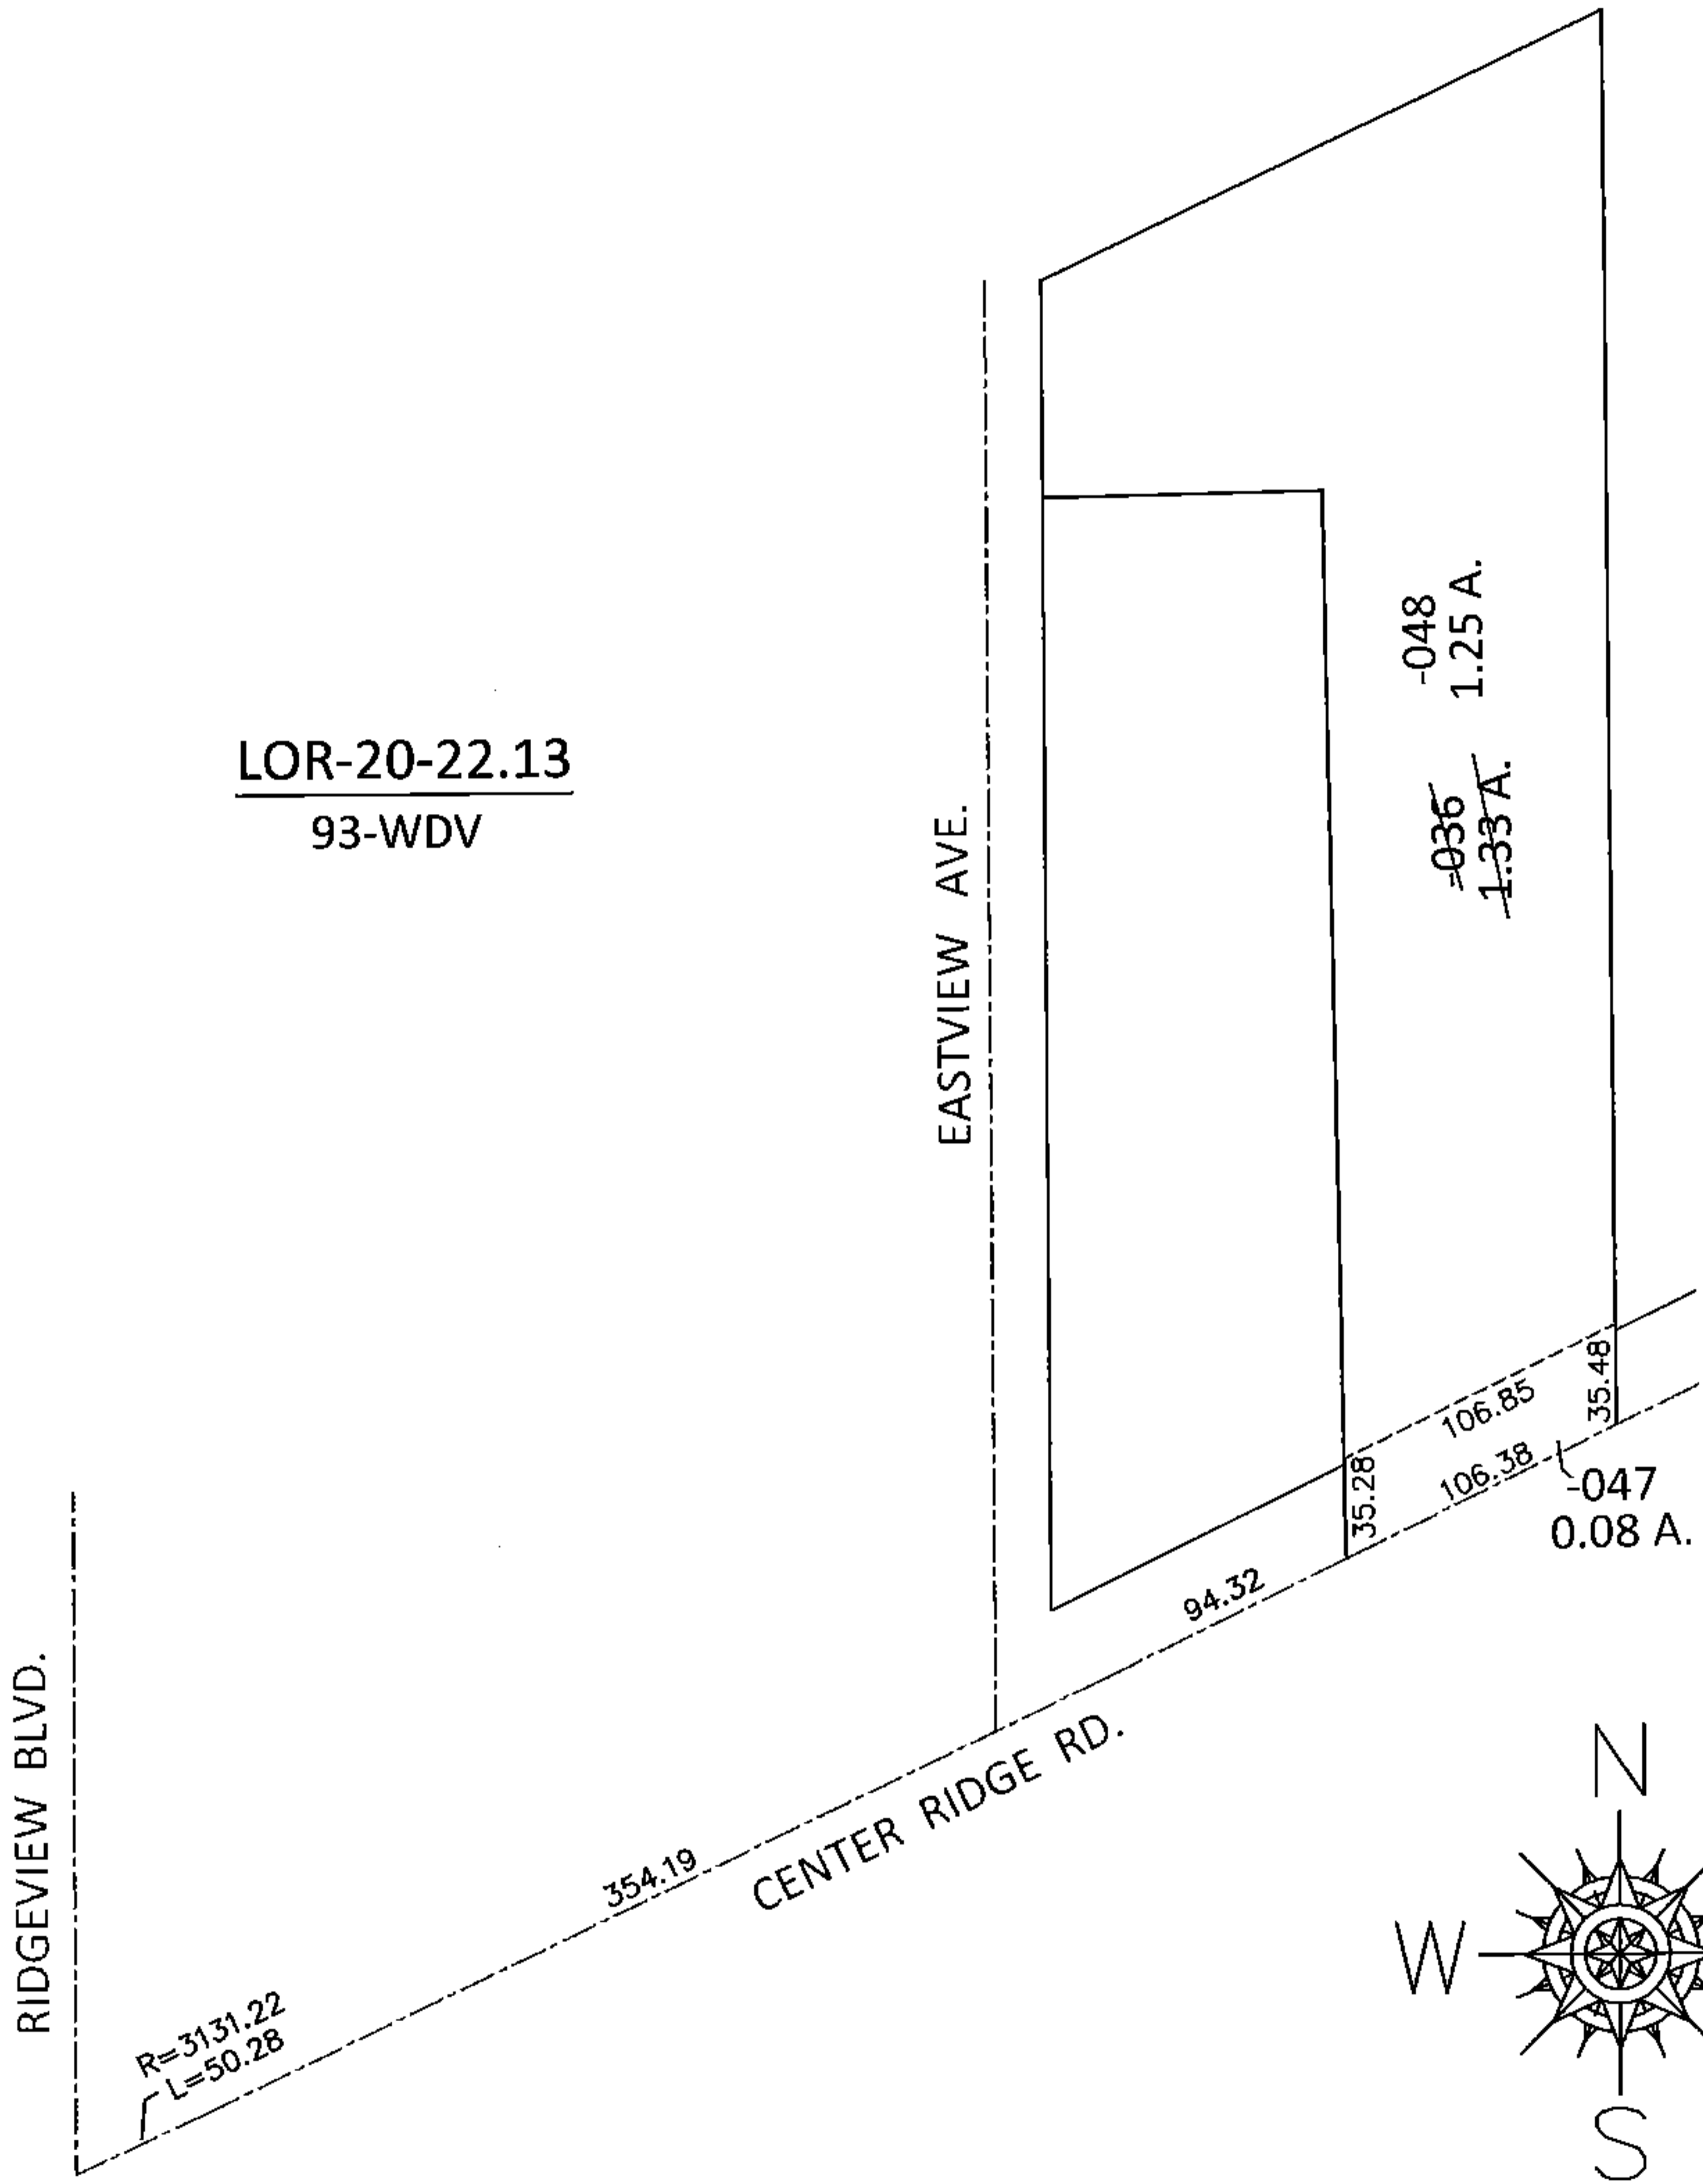 LOR-20-22.13
93-WDV
EASTVIEW AVE.
-048
1.25 A.
-036
1.33 A.
106.85
35.48
106.38
35.28
-047
0.08 A.
94.32
RIDGEVIEW BLVD.
CENTER RIDGE RD.
354.19
R=3131.22
L=50.28
N
W
S